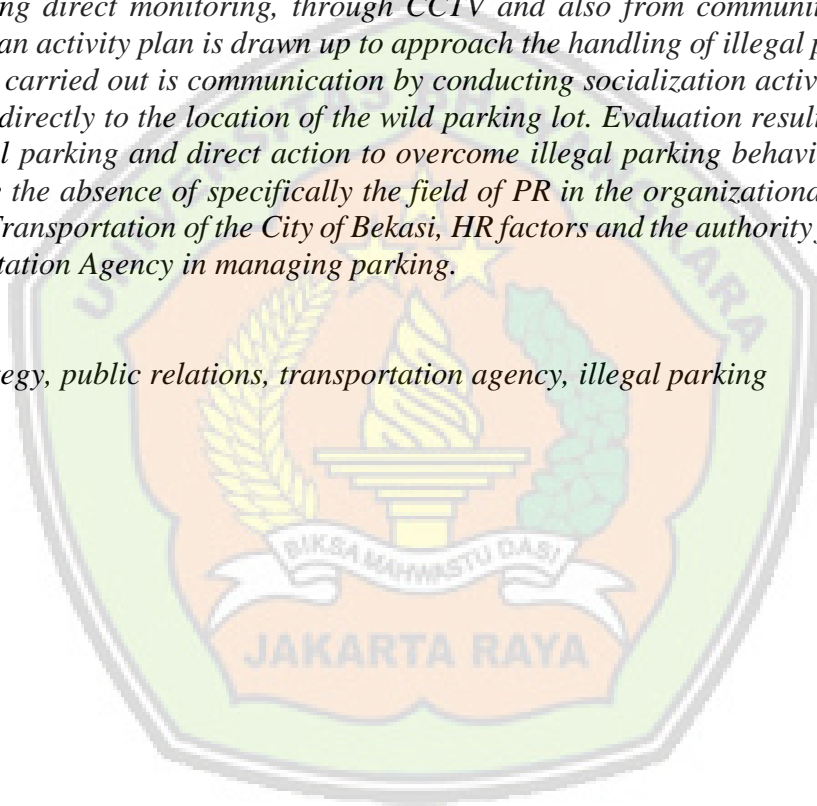 ng direct monitoring, through CCTV and also from communi
an activity plan is drawn up to approach the handling of illegal p
carried out is communication by conducting socialization activ
directly to the location of the wild parking lot. Evaluation resul
l parking and direct action to overcome illegal parking behavi
the absence of specifically the field of PR in the organizationa
Transportation of the City of Bekasi, HR factors and the authority
tation Agency in managing parking.
egy, public relations, transportation agency, illegal parking
UNIVERSITAS BHAYANGKARA
BIKSA MAHWASTU DASI
JAKARTA RAYA